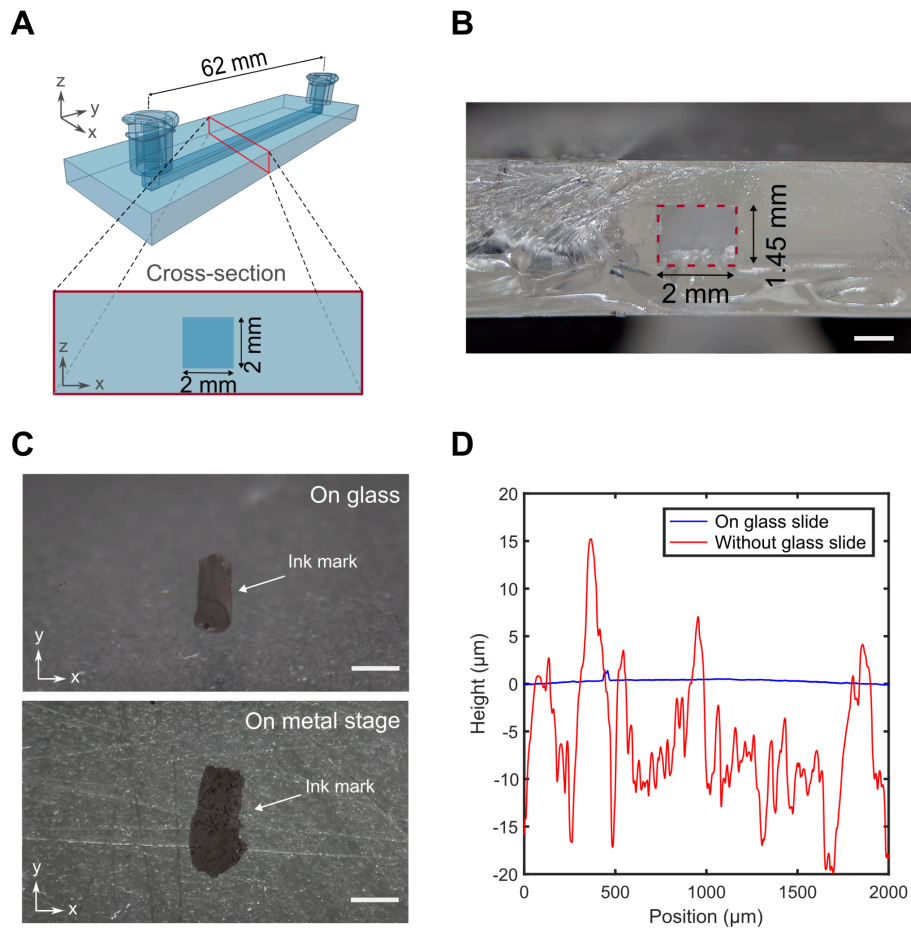 A
62 mm
z
y
x
Cross-section
2 mm
2 mm
z
x
B
1.45 mm
2 mm
C
On glass
Ink mark
y
x
On metal stage
Ink mark
y
x
D
On glass slide
Without glass slide
20
15
10
5
0
-5
-10
-15
-20
Height (µm)
0
500
1000
1500
2000
Position (µm)